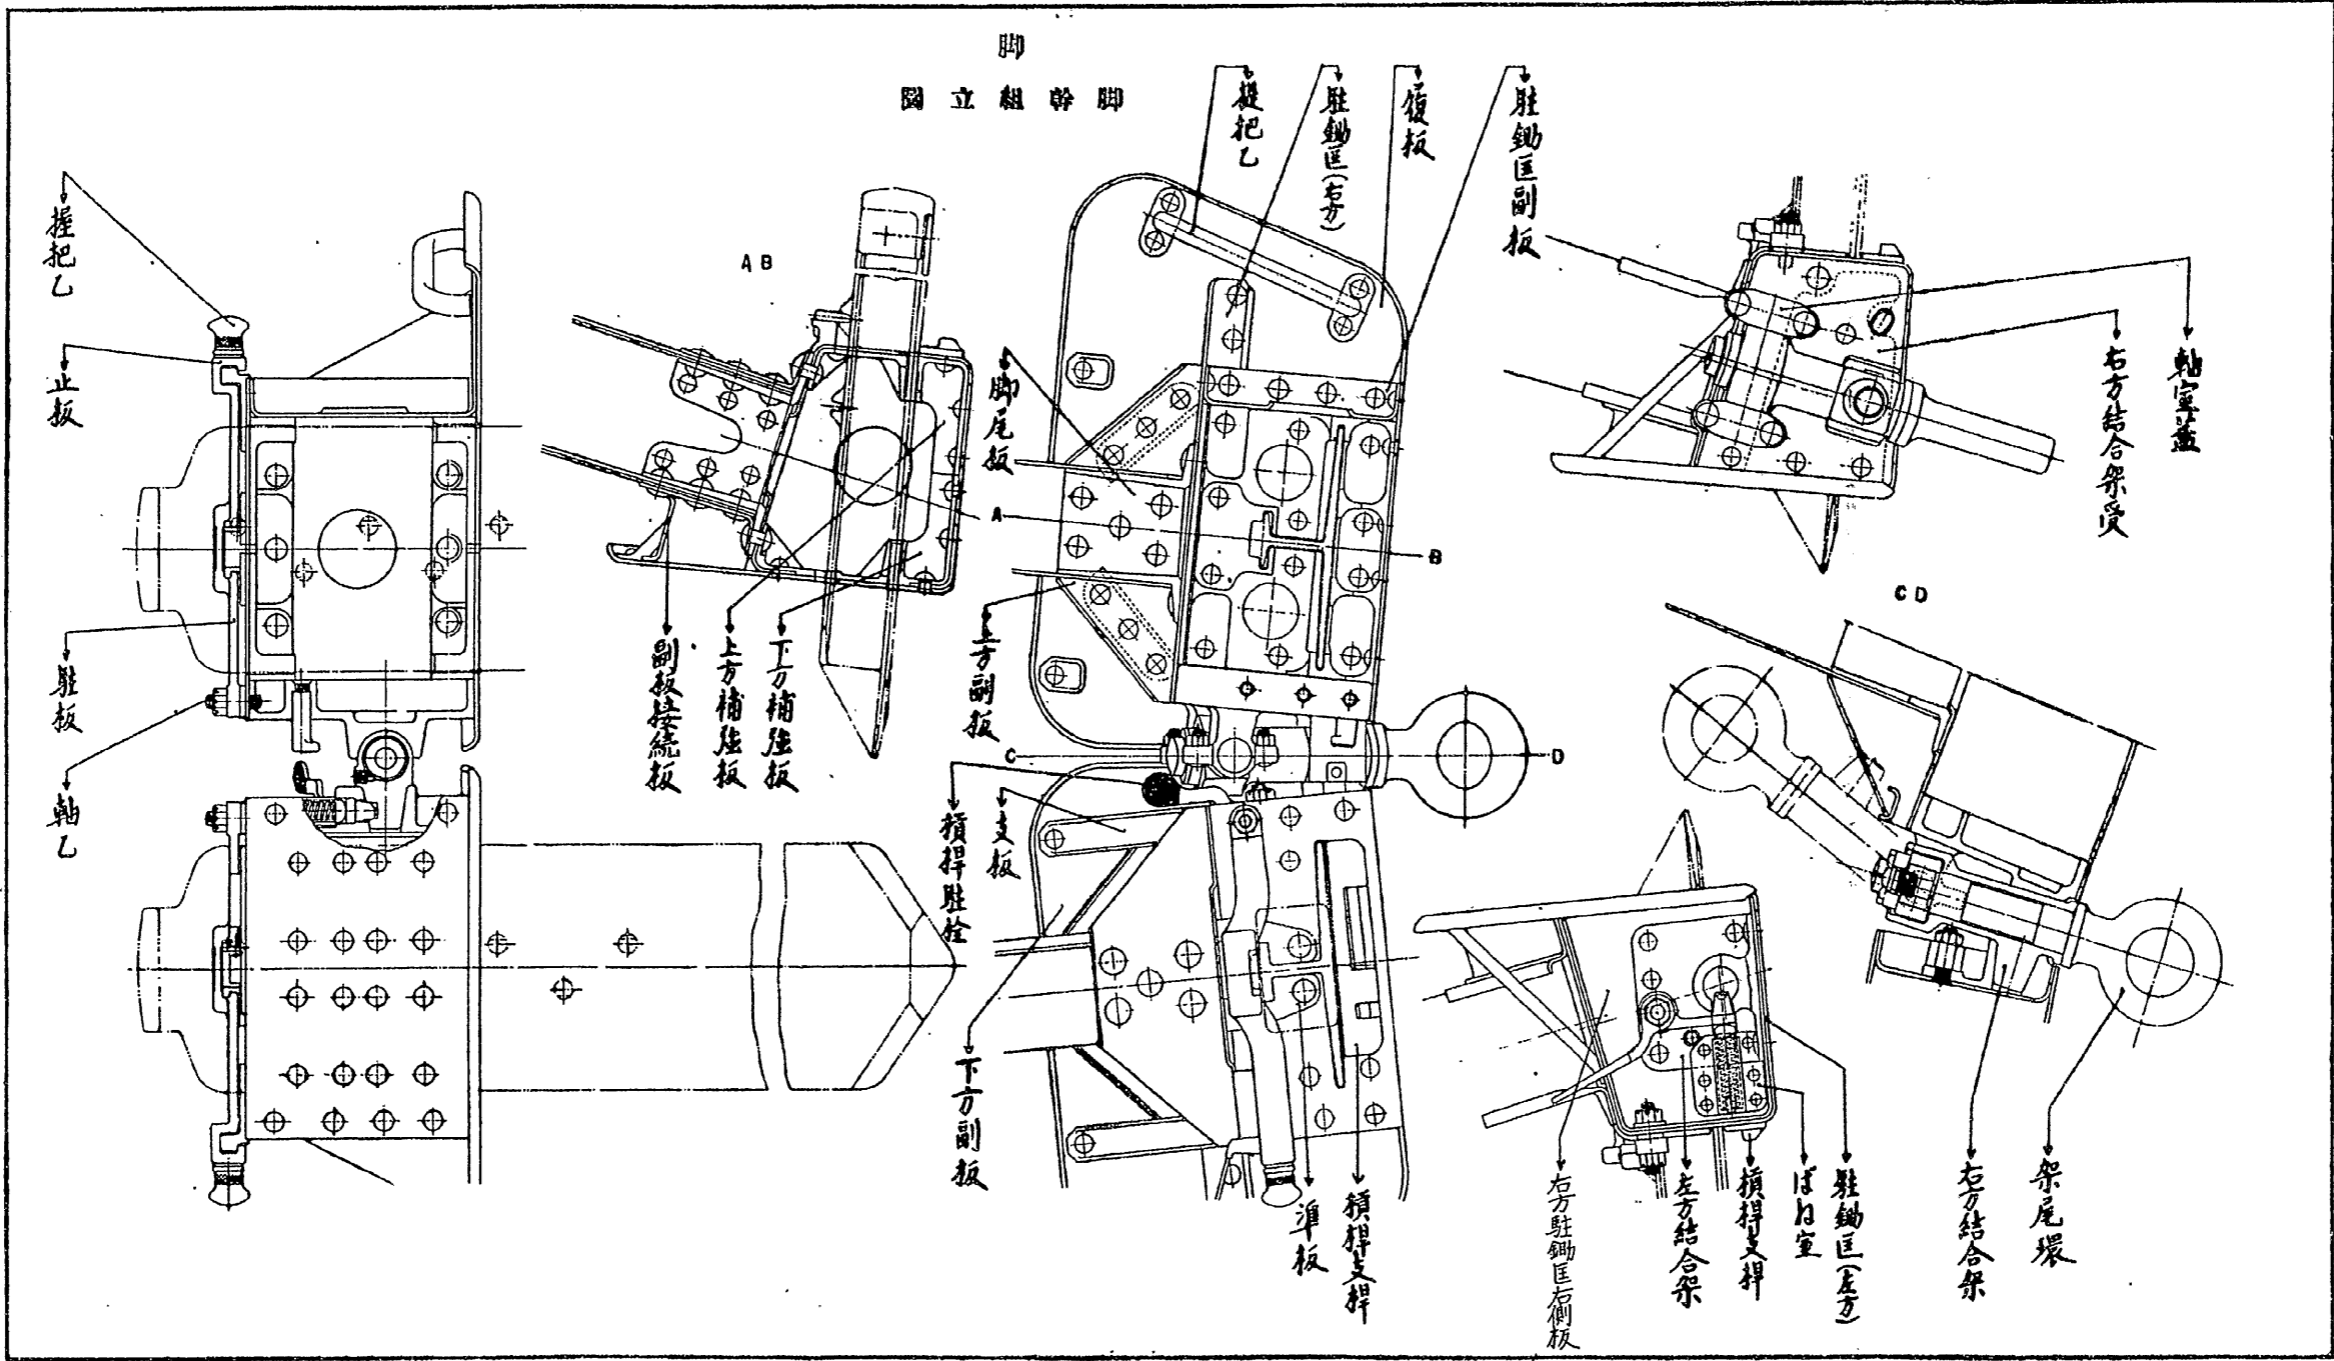 脚
圖立組幹脚
握把乙
止板
駐板
軸乙
AB
副板接続板
上方補強板
下方補強板
提把乙
駐鋤匡(右方)
復板
駐鋤匡副板
脚尾板
A
B
上方副板
C
D
槓桿駐栓
支板
下方副板
準板
槓桿支桿
軸室蓋
右方結合架受
CD
右方駐鋤匡右側板
左方結合架
槓桿支桿
ばね室
駐鋤匡(左方)
右方結合架
架尾環